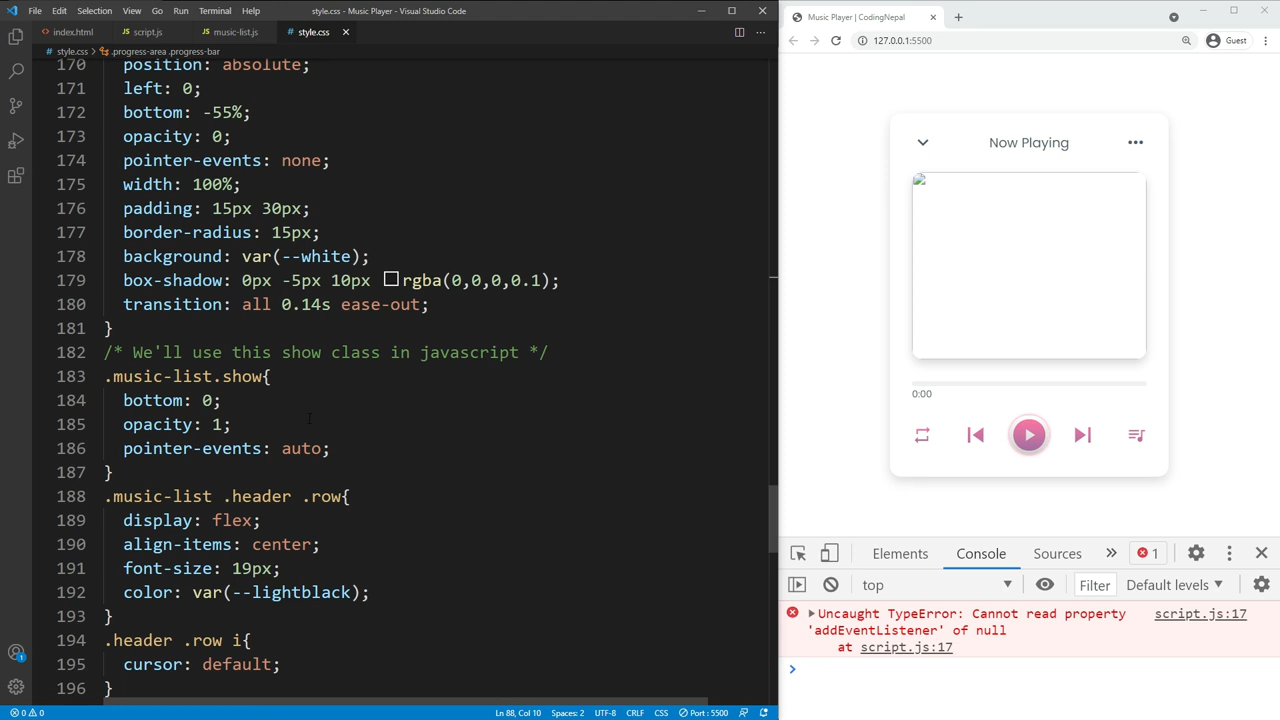 File Edit Selection View Go Run Terminal Help style.css - Music Player - Visual Studio Code
index.html JS script.js JS music-list.js # style.css
# style.css > .progress-area .progress-bar
170 position: absolute;
171 left: 0;
172 bottom: -55%;
173 opacity: 0;
174 pointer-events: none;
175 width: 100%;
176 padding: 15px 30px;
177 border-radius: 15px;
178 background: var(--white);
179 box-shadow: 0px -5px 10px rgba(0,0,0,0.1);
180 transition: all 0.14s ease-out;
181 }
182 /* We'll use this show class in javascript */
183 .music-list.show{
184 bottom: 0;
185 opacity: 1;
186 pointer-events: auto;
187 }
188 .music-list .header .row{
189 display: flex;
190 align-items: center;
191 font-size: 19px;
192 color: var(--lightblack);
193 }
194 .header .row i{
195 cursor: default;
196 }
1
0 0 Ln 88, Col 10 Spaces: 2 UTF-8 CRLF CSS Port : 5500
Music Player | CodingNepal
127.0.0.1:5500 Guest
Now Playing
0:00
Elements Console Sources » 1
top Filter Default levels
Uncaught TypeError: Cannot read property script.js:17
'addEventListener' of null
at script.js:17